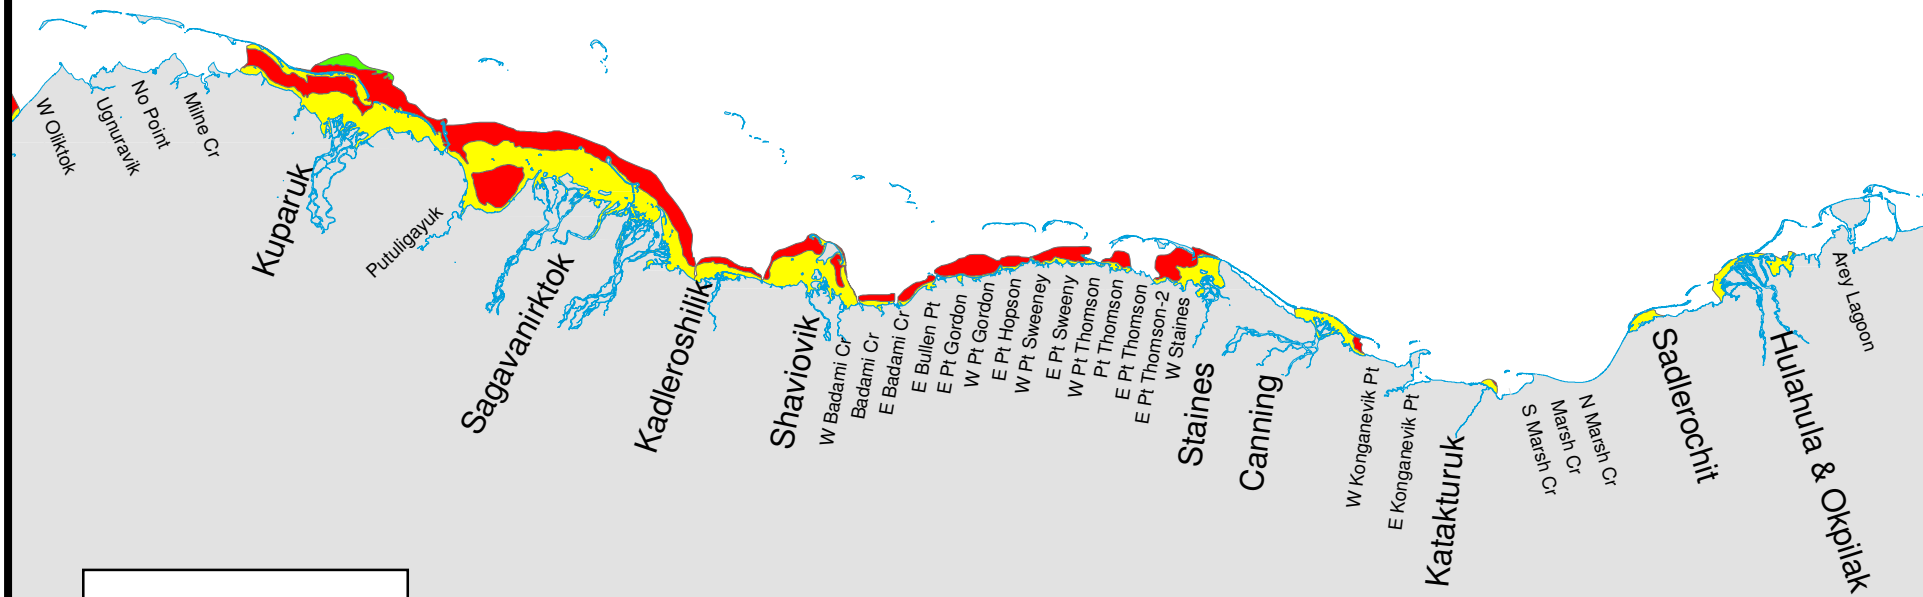 W Oliktok
Ugnuravik
No Point
Milne Cr
Kuparuk
Putuligayuk
Sagavanirktok
Kadleroshilik
Shaviovik
W Badami Cr
Badami Cr
E Badami Cr
E Bullen Pt
E Pt Gordon
W Pt Gordon
E Pt Hopson
W Pt Sweeney
E Pt Sweeny
W Pt Thomson
Pt Thomson
E Pt Thomson
E Pt Thomson-2
W Staines
Staines
Canning
W Konganevik Pt
E Konganevik Pt
Katakturuk
S Marsh Cr
Marsh Cr
N Marsh Cr
Sadlerochit
Hulahula & Okpilak
Arey Lagoon